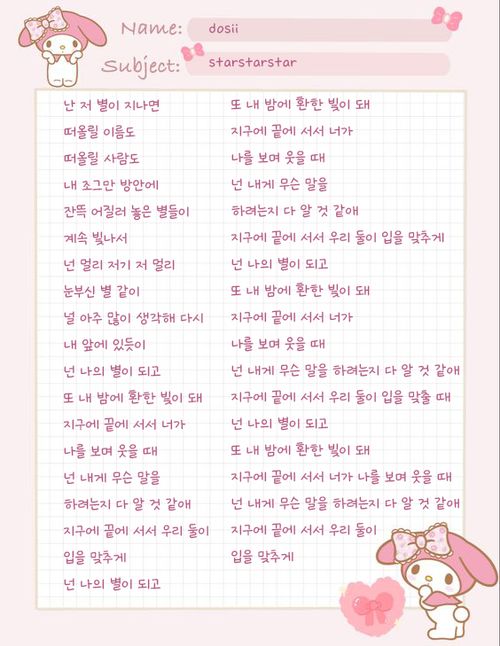 Name: dosii
Subject: starstarstar
난 저 별이 지나면
떠올릴 이름도
떠올릴 사람도
내 조그만 방안에
잔뜩 어질러 놓은 별들이
계속 빛나서
넌 멀리 저기 저 멀리
눈부신 별 같이
널 아주 많이 생각해 다시
내 앞에 있듯이
넌 나의 별이 되고
또 내 밤에 환한 빛이 돼
지구에 끝에 서서 너가
나를 보며 웃을 때
넌 내게 무슨 말을
하려는지 다 알 것 같애
지구에 끝에 서서 우리 둘이
입을 맞추게
넌 나의 별이 되고
또 내 밤에 환한 빛이 돼
지구에 끝에 서서 너가
나를 보며 웃을 때
넌 내게 무슨 말을
하려는지 다 알 것 같애
지구에 끝에 서서 우리 둘이 입을 맞추게
넌 나의 별이 되고
또 내 밤에 환한 빛이 돼
지구에 끝에 서서 너가
나를 보며 웃을 때
넌 내게 무슨 말을 하려는지 다 알 것 같애
지구에 끝에 서서 우리 둘이 입을 맞출 때
넌 나의 별이 되고
또 내 밤에 환한 빛이 돼
지구에 끝에 서서 너가 나를 보며 웃을 때
넌 내게 무슨 말을 하려는지 다 알 것 같애
지구에 끝에 서서 우리 둘이
입을 맞추게